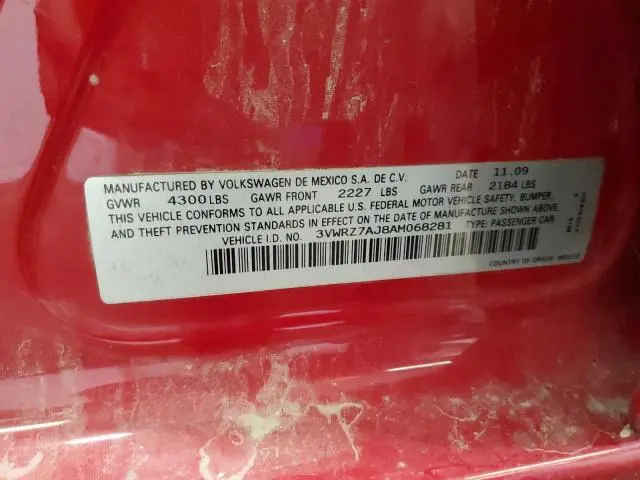 MANUFACTURED BY VOLKSWAGEN DE MEXICO S.A. DE C.V. DATE 11.09
GVWR 4300 LBS GAWR FRONT 2227 LBS GAWR REAR 2184 LBS
THIS VEHICLE CONFORMS TO ALL APPLICABLE U.S. FEDERAL MOTOR VEHICLE SAFETY, BUMPER,
AND THEFT PREVENTION STANDARDS IN EFFECT ON THE DATE OF MANUFACTURE SHOWN ABOVE.
VEHICLE I.D. NO. 3VWRZ7AJ8AM068281 TYPE: PASSENGER CAR
COUNTRY OF ORIGIN: MEXICO